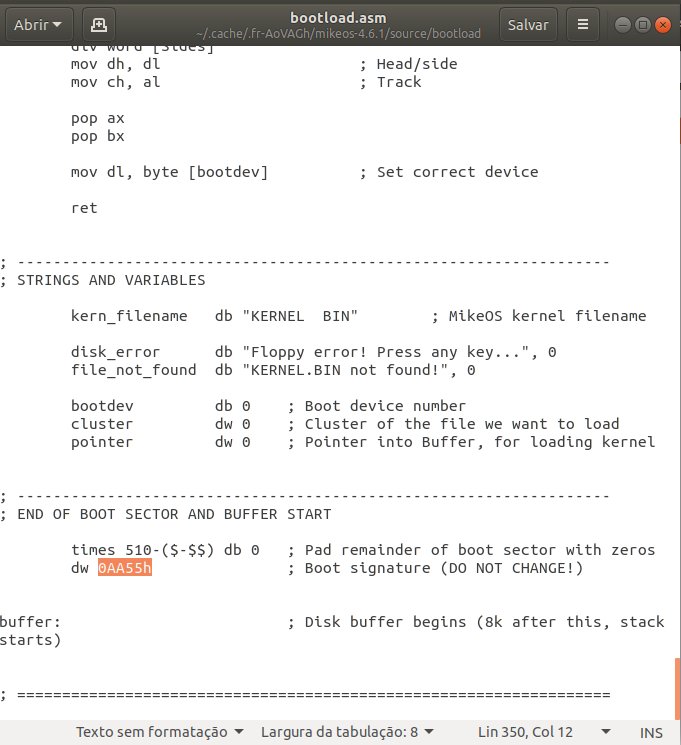 Abrir
bootload.asm
~/.cache/.fr-AoVAGh/mikeos-4.6.1/source/bootload
Salvar
div word [Sides]
mov dh, dl ; Head/side
mov ch, al ; Track
pop ax
pop bx
mov dl, byte [bootdev] ; Set correct device
ret
; ------------------------------------------------------------------
; STRINGS AND VARIABLES
kern_filename db "KERNEL  BIN" ; MikeOS kernel filename
disk_error db "Floppy error! Press any key...", 0
file_not_found db "KERNEL.BIN not found!", 0
bootdev db 0 ; Boot device number
cluster dw 0 ; Cluster of the file we want to load
pointer dw 0 ; Pointer into Buffer, for loading kernel
; ------------------------------------------------------------------
; END OF BOOT SECTOR AND BUFFER START
times 510-($-$$) db 0 ; Pad remainder of boot sector with zeros
dw 0AA55h ; Boot signature (DO NOT CHANGE!)
buffer: ; Disk buffer begins (8k after this, stack
starts)
; ==================================================================
Texto sem formatação Largura da tabulação: 8 Lin 350, Col 12 INS